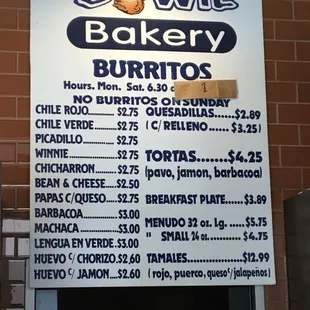 Bakery
BURRITOS
Hours. Mon. Sat. 6.30
1
NO BURRITOS ON SUNDAY
CHILE ROJO.......... $2.75
CHILE VERDE........ $2.75
PICADILLO............ $2.75
WINNIE................. $2.75
CHICHARRON........ $2.75
BEAN & CHEESE...... $2.50
PAPAS C/QUESO..... $2.75
BARBACOA............ $3.00
MACHACA............. $3.00
LENGUA EN VERDE. $3.00
HUEVO C/ CHORIZO. $2.60
HUEVO C/ JAMON.... $2.60
QUESADILLAS......... $2.89
( C/RELLENO ...... $3.25)
TORTAS....... $4.25
(pavo, jamon, barbacoa)
BREAKFAST PLATE....... $3.89
MENUDO 32 oz. Lg. ...... $5.75
" SMALL 24 oz. ........... $4.75
TAMALES............... $12.99
( rojo, puerco, queso c/jalapeños)